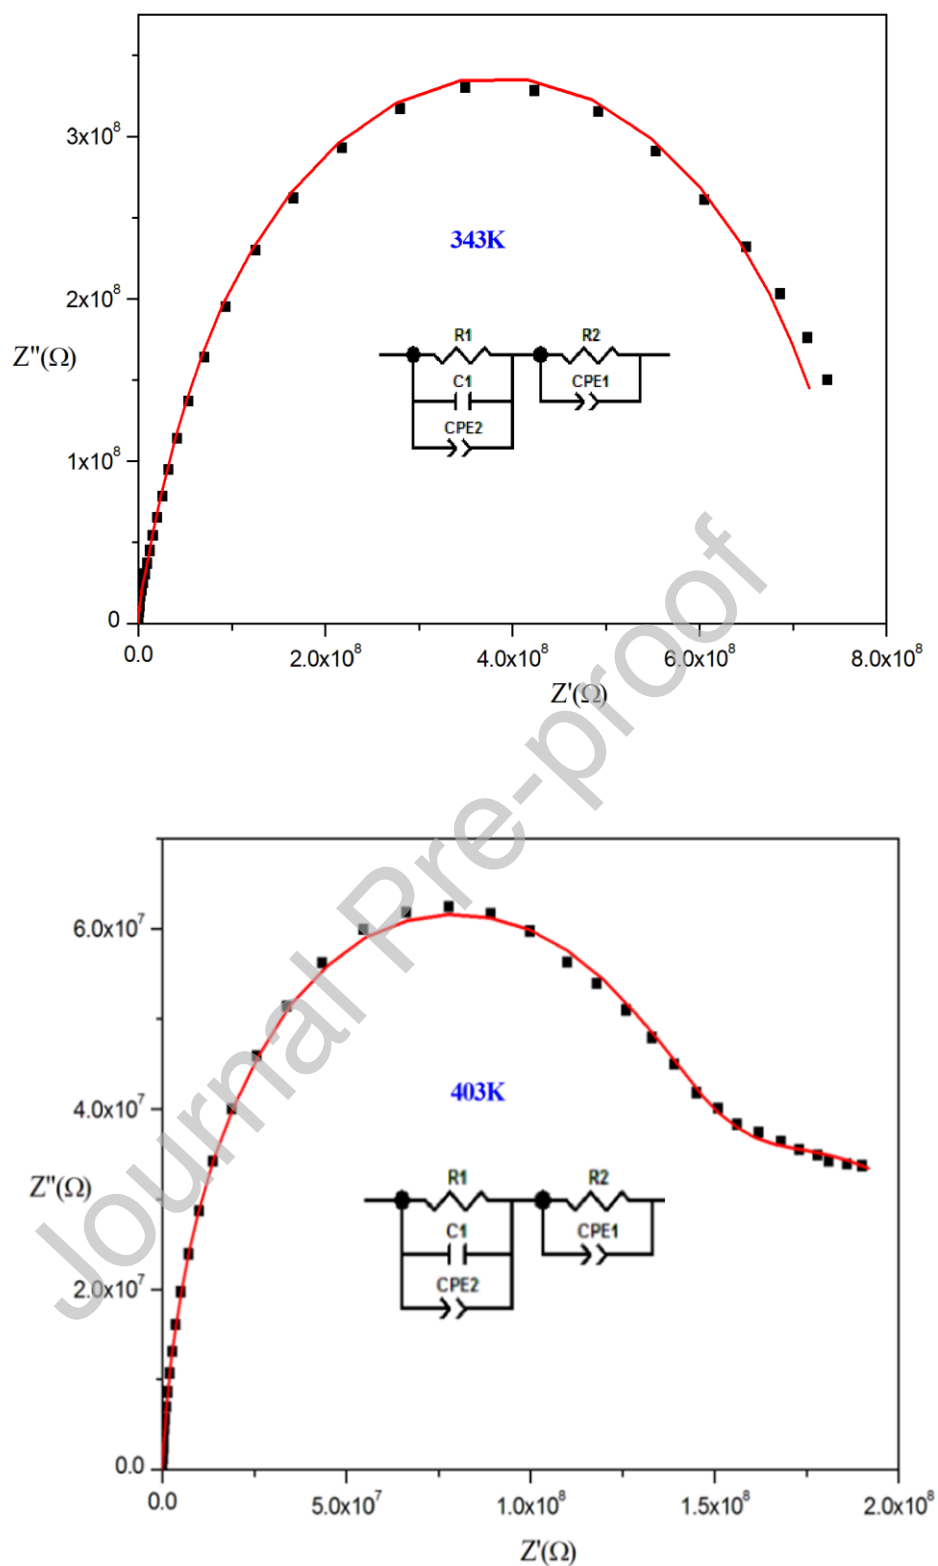 3x10⁸
2x10⁸
1x10⁸
0
Z''(Ω)
343K
R1
C1
CPE2
R2
CPE1
0.0
2.0x10⁸
4.0x10⁸
6.0x10⁸
8.0x10⁸
Z'(Ω)
Journal Pre-proof
6.0x10⁷
4.0x10⁷
2.0x10⁷
0.0
Z''(Ω)
403K
R1
C1
CPE2
R2
CPE1
0.0
5.0x10⁷
1.0x10⁸
1.5x10⁸
2.0x10⁸
Z'(Ω)